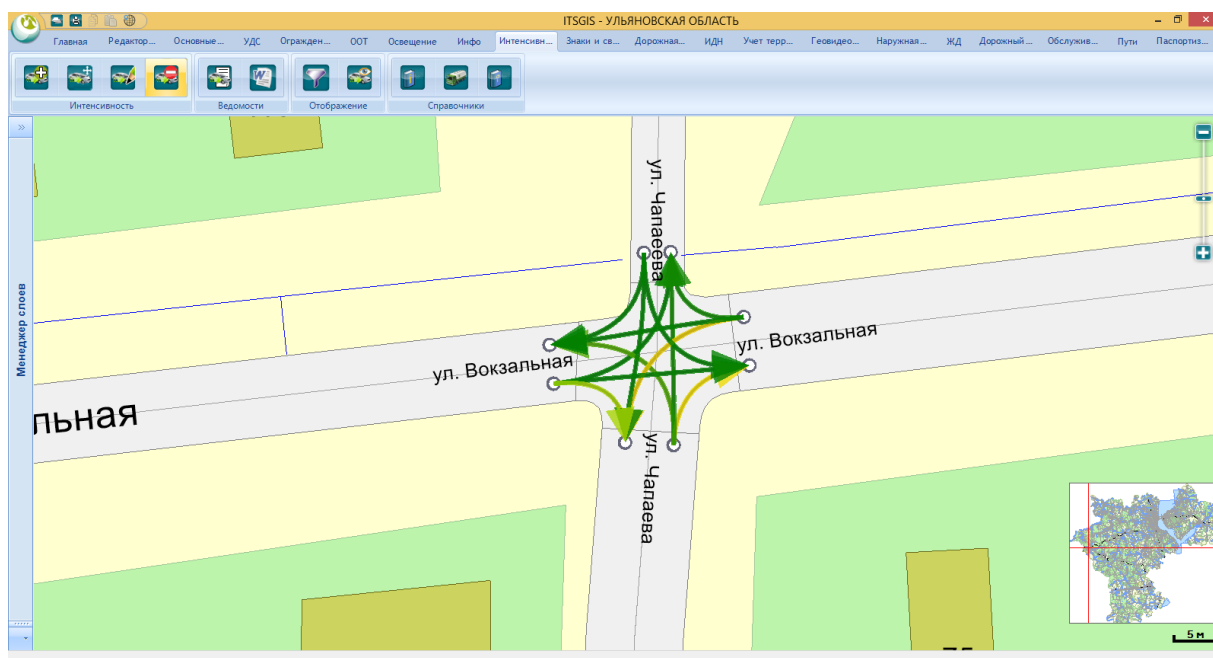 ITSGIS - УЛЬЯНОВСКАЯ ОБЛАСТЬ
Главная Редактор... Основные... УДС Огражден... ООТ Освещение Инфо Интенсивн... Знаки и св... Дорожная... ИДН Учет терр... Геовидео... Наружная... ЖД Дорожный ... Обслужив... Пути Паспортиз...
Интенсивность Ведомости Отображение Справочники
Менеджер слоев
ул. Чапаева
ул. Вокзальная
ул. Вокзальная
льная
ул. Чапаева
5 м